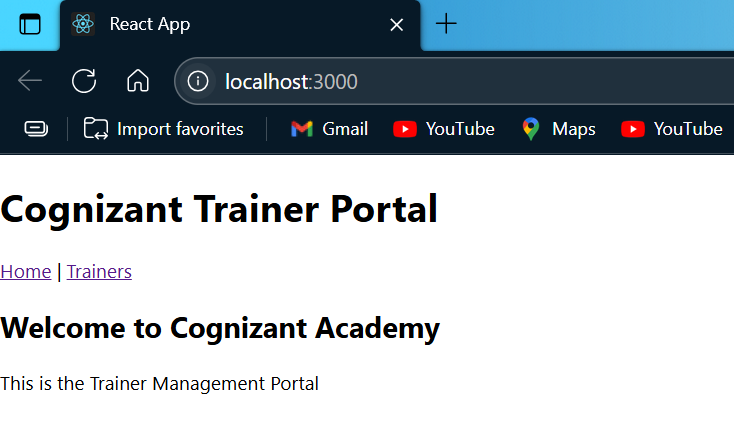 React App
localhost:3000
Import favorites Gmail YouTube Maps YouTube
Cognizant Trainer Portal
Home | Trainers
Welcome to Cognizant Academy
This is the Trainer Management Portal